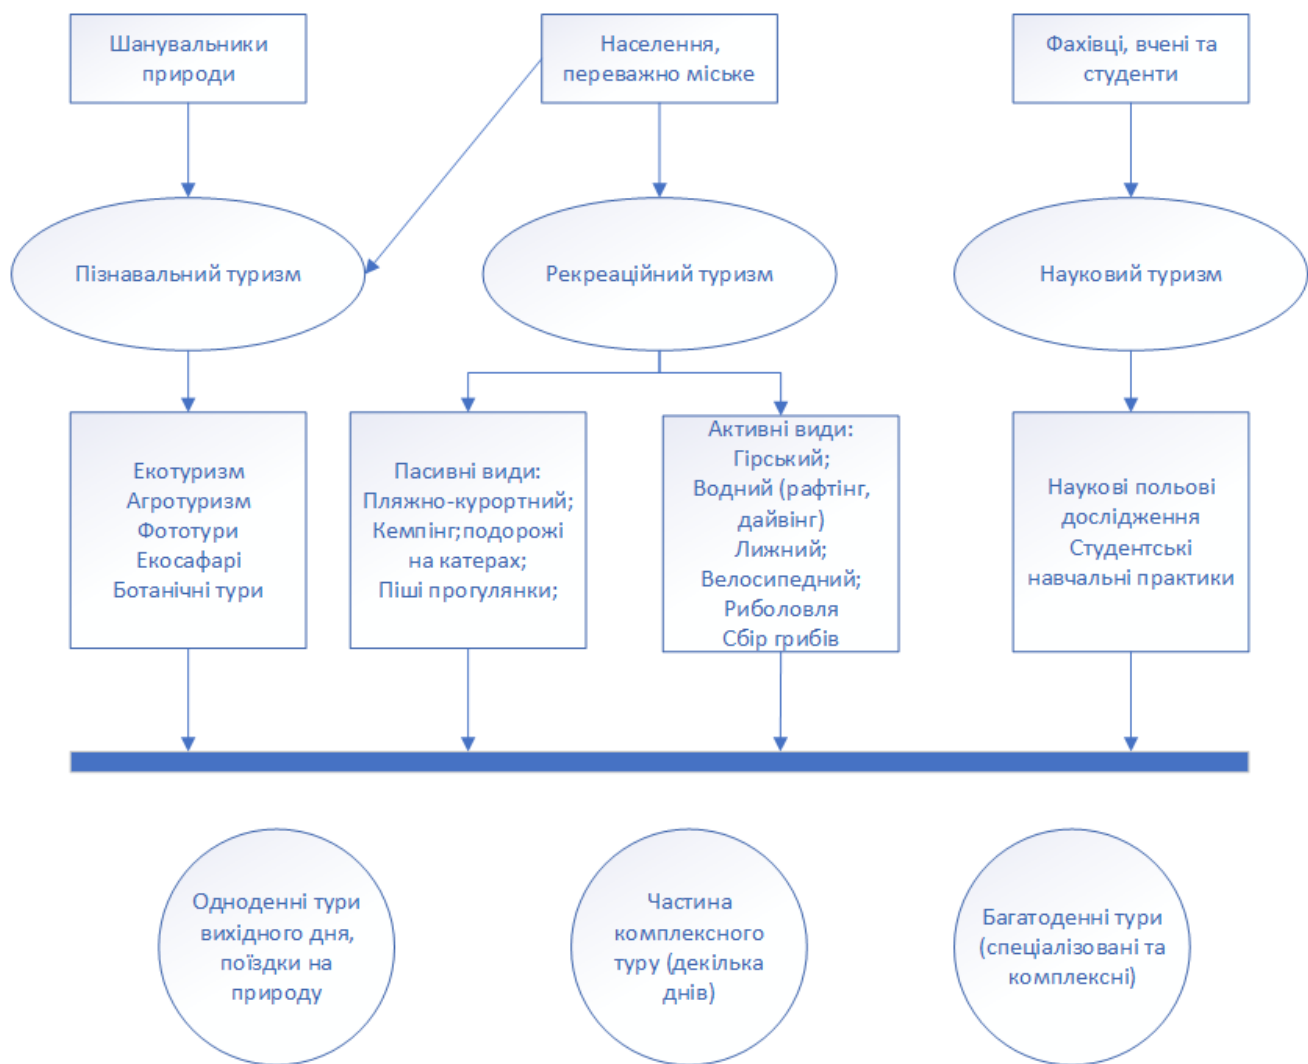 Шанувальники
природи
Населення,
переважно міське
Фахівці, вчені та
студенти
Пізнавальний туризм
Рекреаційний туризм
Науковий туризм
Екотуризм
Агротуризм
Фототури
Екосафарі
Ботанічні тури
Пасивні види:
Пляжно-курортний;
Кемпінг;подорожі
на катерах;
Піші прогулянки;
Активні види:
Гірський;
Водний (рафтінг,
дайвінг)
Лижний;
Велосипедний;
Риболовля
Сбір грибів
Наукові польові
дослідження
Студентські
навчальні практики
Одноденні тури
вихідного дня,
поїздки на
природу
Частина
комплексного
туру (декілька
днів)
Багатоденні тури
(спеціалізовані та
комплексні)